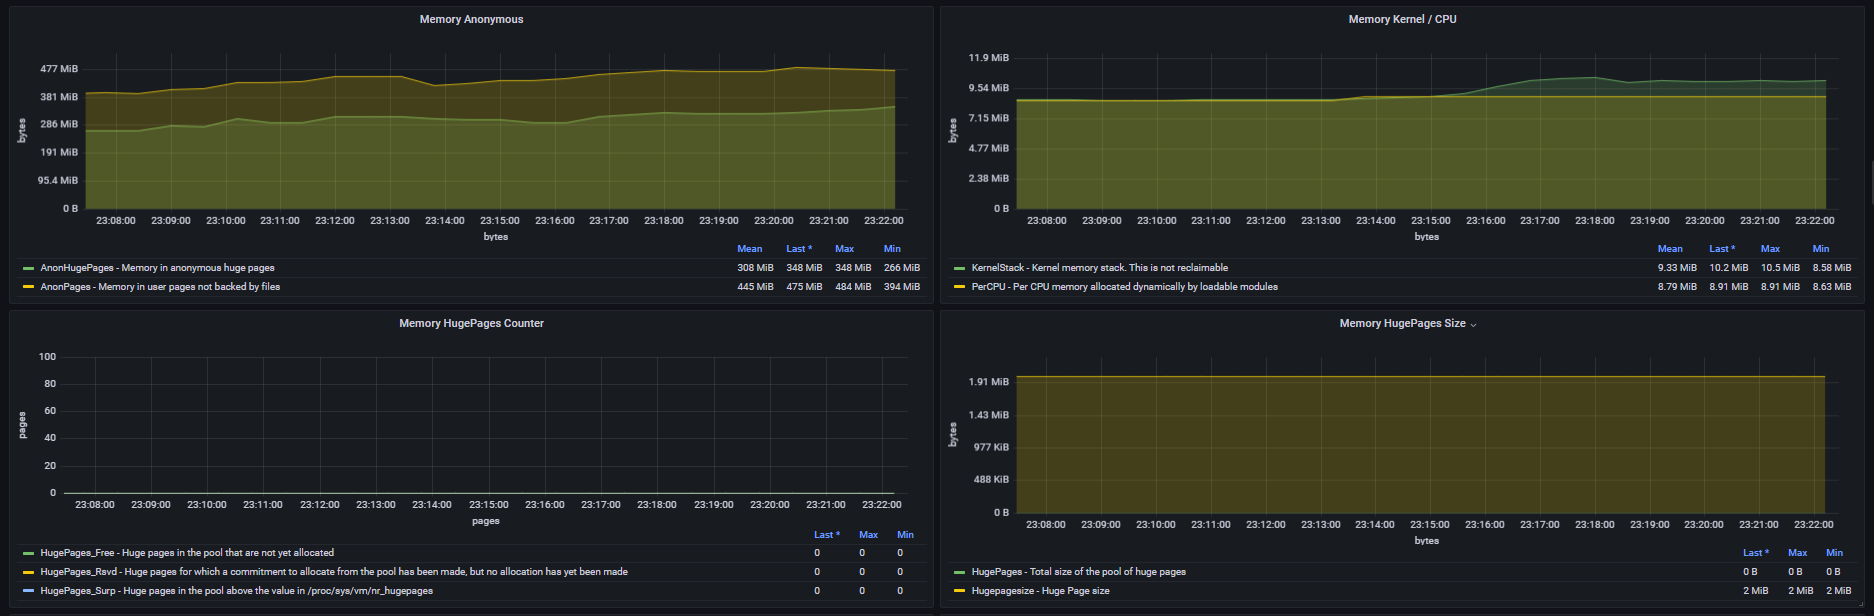 Memory Anonymous
477 MiB
381 MiB
286 MiB
191 MiB
95.4 MiB
0 B
bytes
23:08:00 23:09:00 23:10:00 23:11:00 23:12:00 23:13:00 23:14:00 23:15:00 23:16:00 23:17:00 23:18:00 23:19:00 23:20:00 23:21:00 23:22:00
bytes
Mean Last * Max Min
AnonHugePages - Memory in anonymous huge pages 308 MiB 348 MiB 348 MiB 266 MiB
AnonPages - Memory in user pages not backed by files 445 MiB 475 MiB 484 MiB 394 MiB
Memory Kernel / CPU
11.9 MiB
9.54 MiB
7.15 MiB
4.77 MiB
2.38 MiB
0 B
bytes
23:08:00 23:09:00 23:10:00 23:11:00 23:12:00 23:13:00 23:14:00 23:15:00 23:16:00 23:17:00 23:18:00 23:19:00 23:20:00 23:21:00 23:22:00
bytes
Mean Last * Max Min
KernelStack - Kernel memory stack. This is not reclaimable 9.33 MiB 10.2 MiB 10.5 MiB 8.58 MiB
PerCPU - Per CPU memory allocated dynamically by loadable modules 8.79 MiB 8.91 MiB 8.91 MiB 8.63 MiB
Memory HugePages Counter
100
80
60
40
20
0
pages
23:08:00 23:09:00 23:10:00 23:11:00 23:12:00 23:13:00 23:14:00 23:15:00 23:16:00 23:17:00 23:18:00 23:19:00 23:20:00 23:21:00 23:22:00
pages
Last * Max Min
HugePages_Free - Huge pages in the pool that are not yet allocated 0 0 0
HugePages_Rsvd - Huge pages for which a commitment to allocate from the pool has been made, but no allocation has yet been made 0 0 0
HugePages_Surp - Huge pages in the pool above the value in /proc/sys/vm/nr_hugepages 0 0 0
Memory HugePages Size
1.91 MiB
1.43 MiB
977 KiB
488 KiB
0 B
bytes
23:08:00 23:09:00 23:10:00 23:11:00 23:12:00 23:13:00 23:14:00 23:15:00 23:16:00 23:17:00 23:18:00 23:19:00 23:20:00 23:21:00 23:22:00
bytes
Last * Max Min
HugePages - Total size of the pool of huge pages 0 B 0 B 0 B
Hugepagesize - Huge Page size 2 MiB 2 MiB 2 MiB